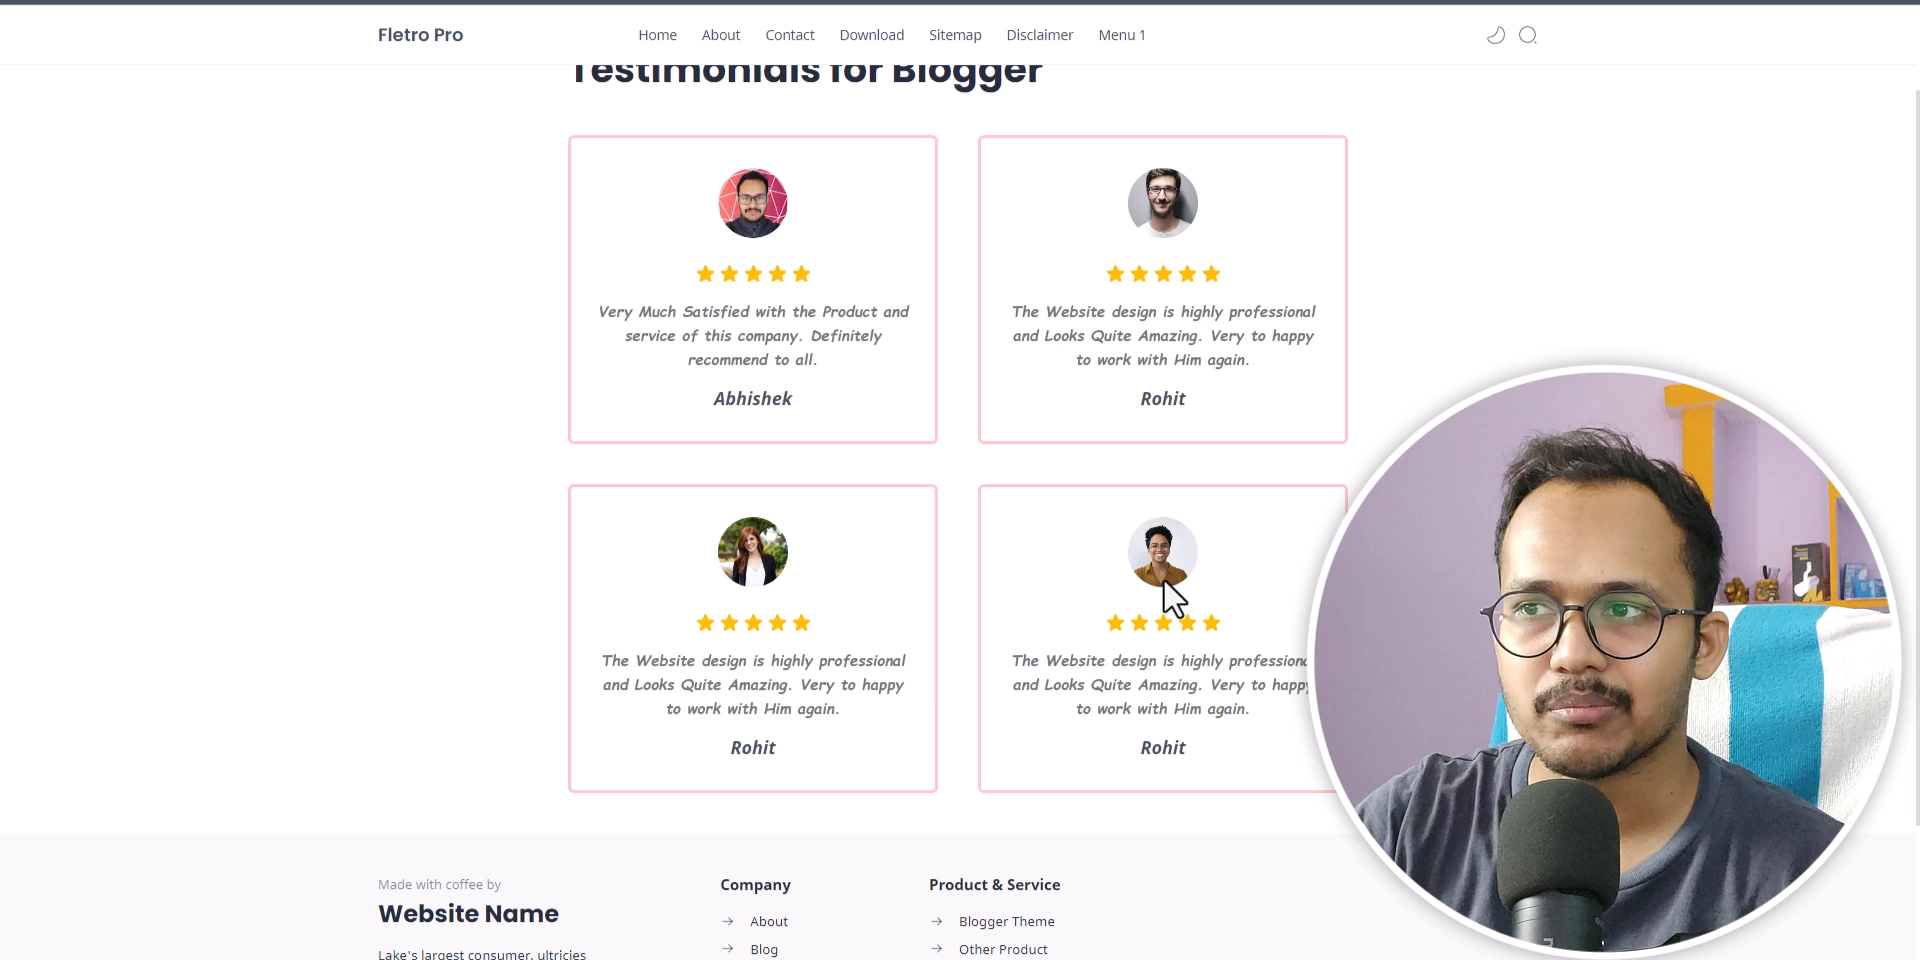 Fletro Pro
Home About Contact Download Sitemap Disclaimer Menu 1
Testimonials for Blogger
Very Much Satisfied with the Product and
service of this company. Definitely
recommend to all.
Abhishek
The Website design is highly professional
and Looks Quite Amazing. Very to happy
to work with Him again.
Rohit
The Website design is highly professional
and Looks Quite Amazing. Very to happy
to work with Him again.
Rohit
The Website design is highly professiona
and Looks Quite Amazing. Very to happy
to work with Him again.
Rohit
Made with coffee by
Website Name
Lake's largest consumer, ultricies
Company
About
Blog
Product & Service
Blogger Theme
Other Product